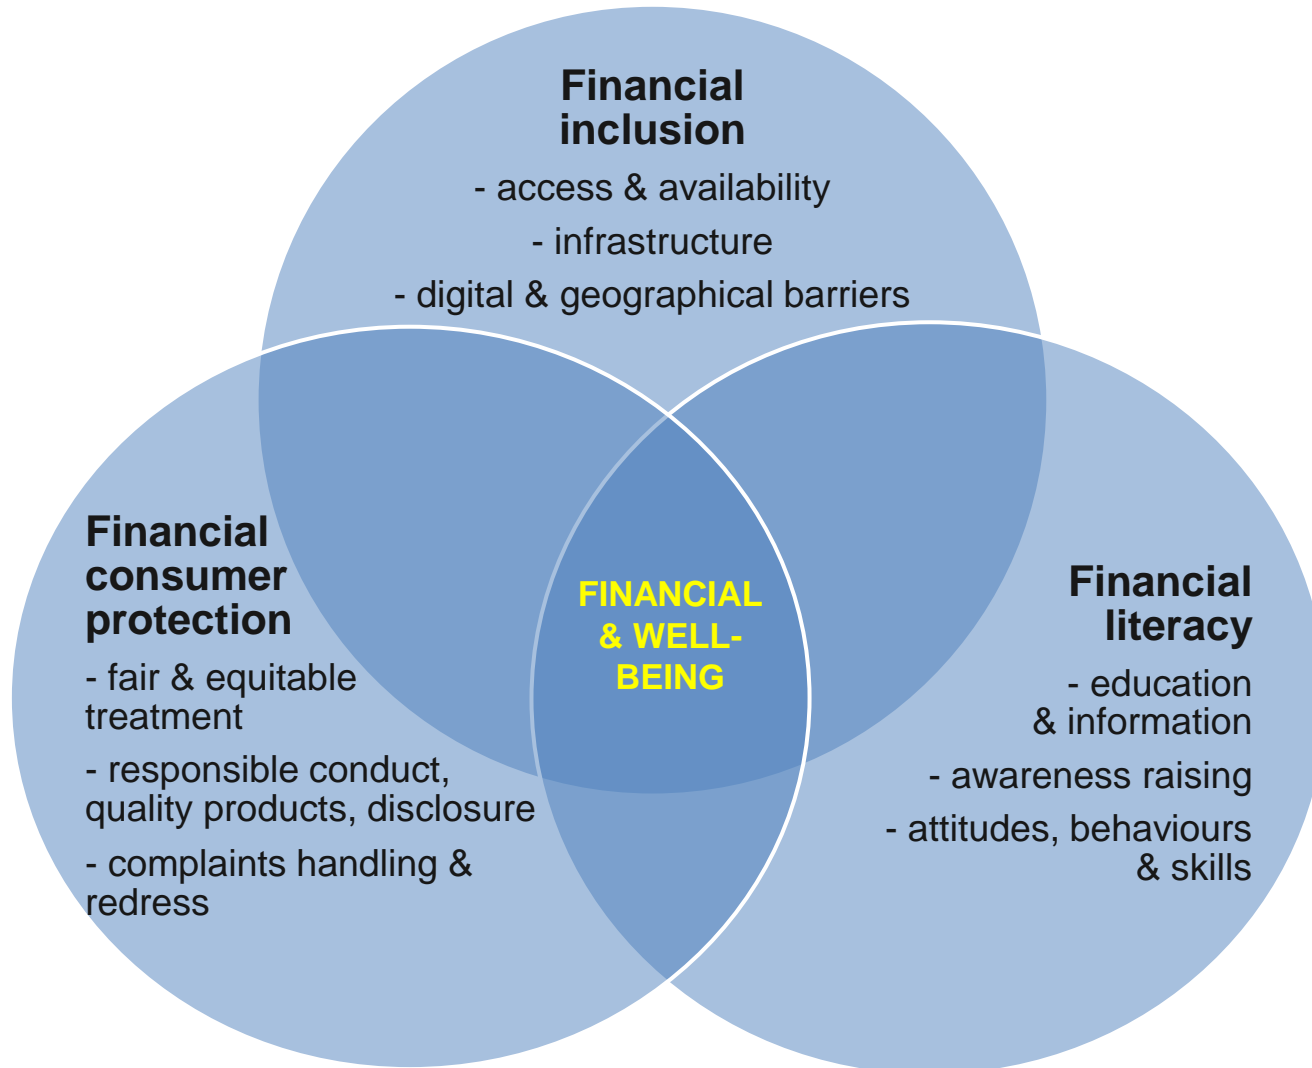 Financial
inclusion
- access & availability
- infrastructure
- digital & geographical barriers
Financial
consumer
protection
- fair & equitable
treatment
- responsible conduct,
quality products, disclosure
- complaints handling &
redress
FINANCIAL
& WELL-
BEING
Financial
literacy
- education
& information
- awareness raising
- attitudes, behaviours
& skills